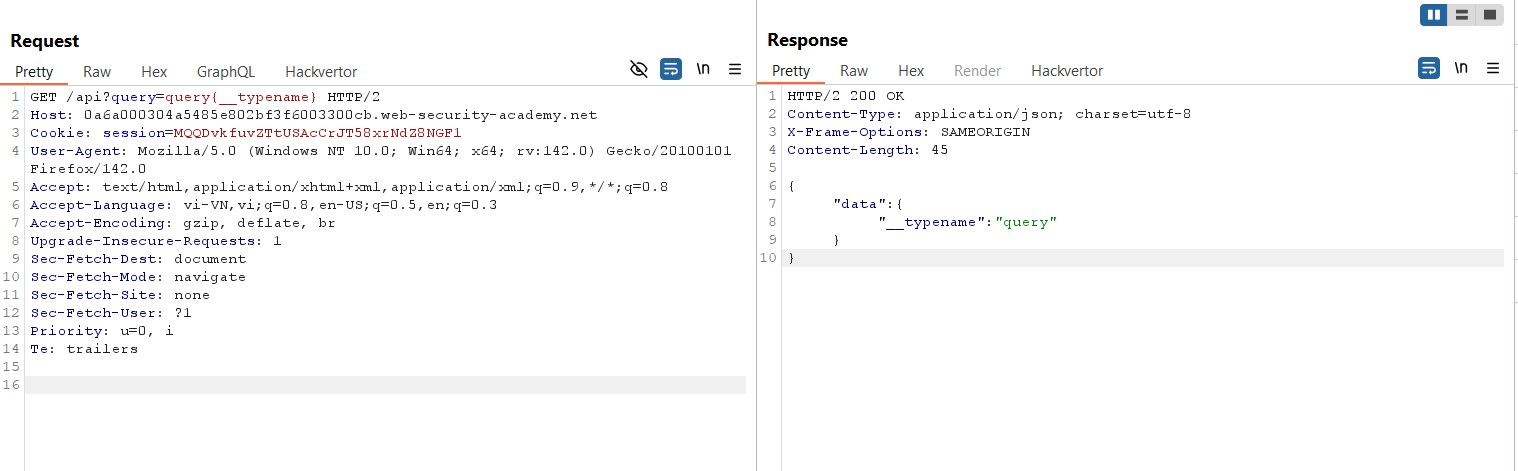 Request
Pretty Raw Hex GraphQL Hackvertor \n
1 GET /api?query=query{__typename} HTTP/2
2 Host: 0a6a000304a5485e802bf3f6003300cb.web-security-academy.net
3 Cookie: session=MQQDvkfuvZTtUSAcCrJT58xrNdZ8NGF1
4 User-Agent: Mozilla/5.0 (Windows NT 10.0; Win64; x64; rv:142.0) Gecko/20100101
Firefox/142.0
5 Accept: text/html,application/xhtml+xml,application/xml;q=0.9,*/*;q=0.8
6 Accept-Language: vi-VN,vi;q=0.8,en-US;q=0.5,en;q=0.3
7 Accept-Encoding: gzip, deflate, br
8 Upgrade-Insecure-Requests: 1
9 Sec-Fetch-Dest: document
10 Sec-Fetch-Mode: navigate
11 Sec-Fetch-Site: none
12 Sec-Fetch-User: ?1
13 Priority: u=0, i
14 Te: trailers
15
16
Response
Pretty Raw Hex Render Hackvertor \n
1 HTTP/2 200 OK
2 Content-Type: application/json; charset=utf-8
3 X-Frame-Options: SAMEORIGIN
4 Content-Length: 45
5
6 {
7 "data":{
8 "__typename":"query"
9 }
10 }